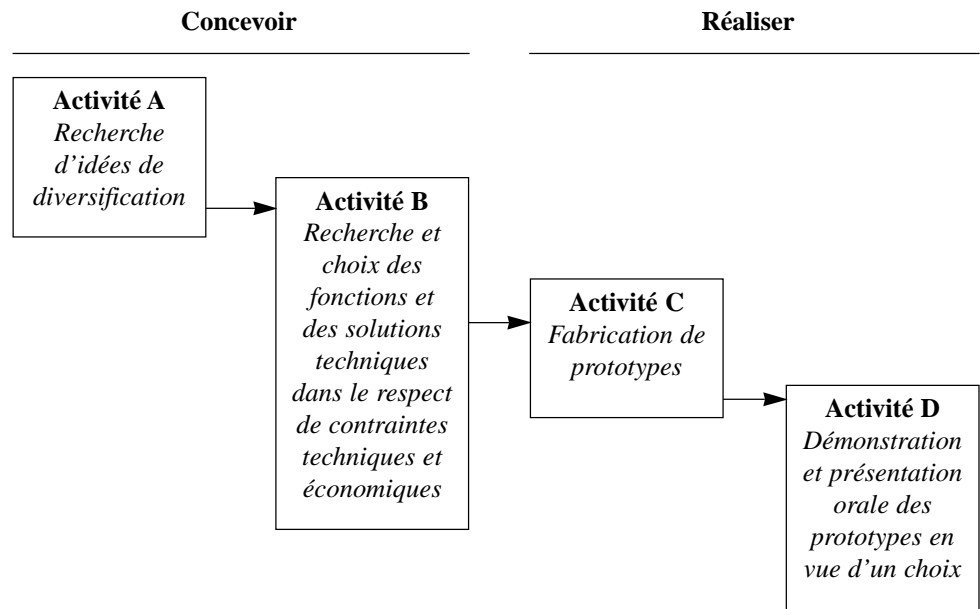 Concevoir
Réaliser
Activité A
Recherche
d'idées de
diversification
Activité B
Recherche et
choix des
fonctions et
des solutions
techniques
dans le respect
de contraintes
techniques et
économiques
Activité C
Fabrication de
prototypes
Activité D
Démonstration
et présentation
orale des
prototypes en
vue d'un choix